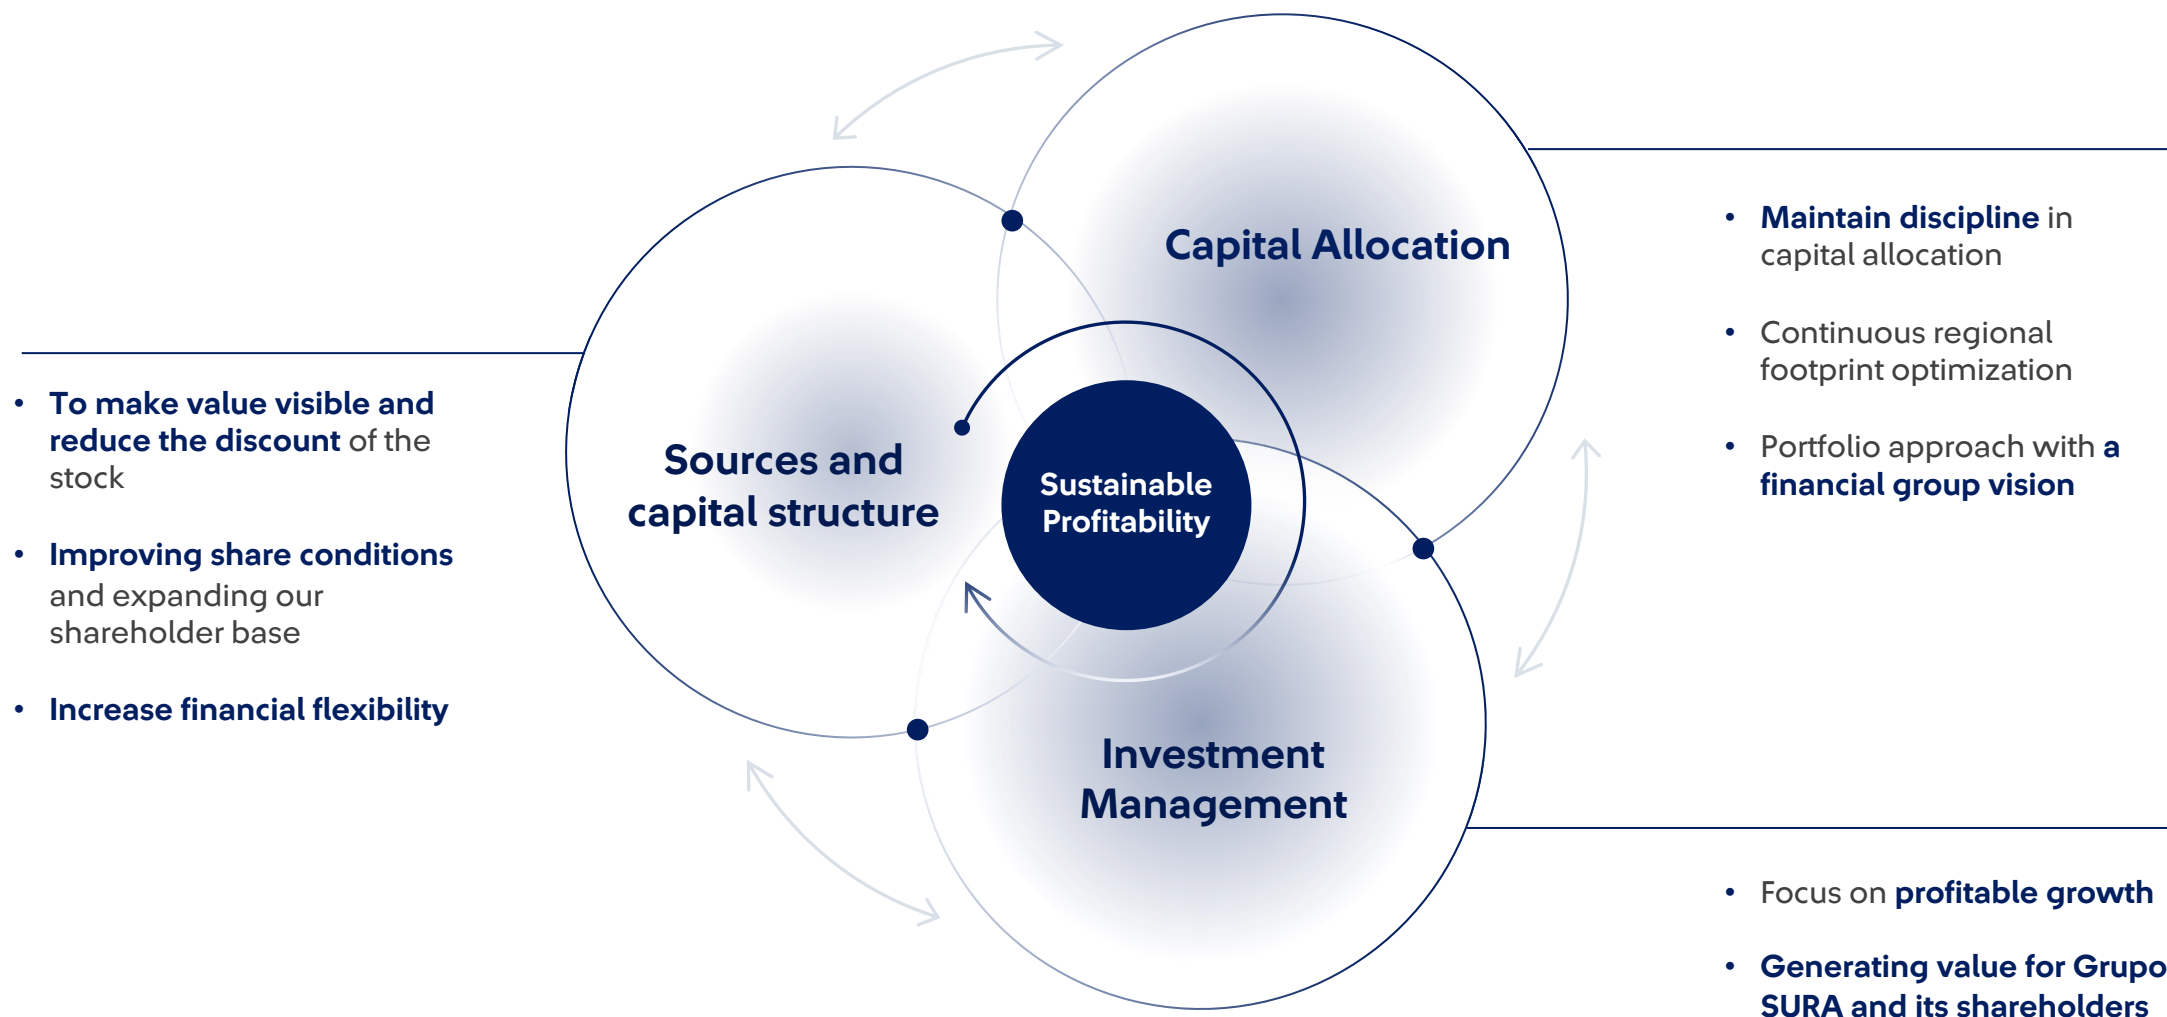 Capital Allocation
• Maintain discipline in
capital allocation
• Continuous regional
footprint optimization
• Portfolio approach with a
financial group vision
Sources and
capital structure
• To make value visible and
reduce the discount of the
stock
• Improving share conditions
and expanding our
shareholder base
• Increase financial flexibility
Sustainable
Profitability
Investment
Management
• Focus on profitable growth
• Generating value for Grupo
SURA and its shareholders